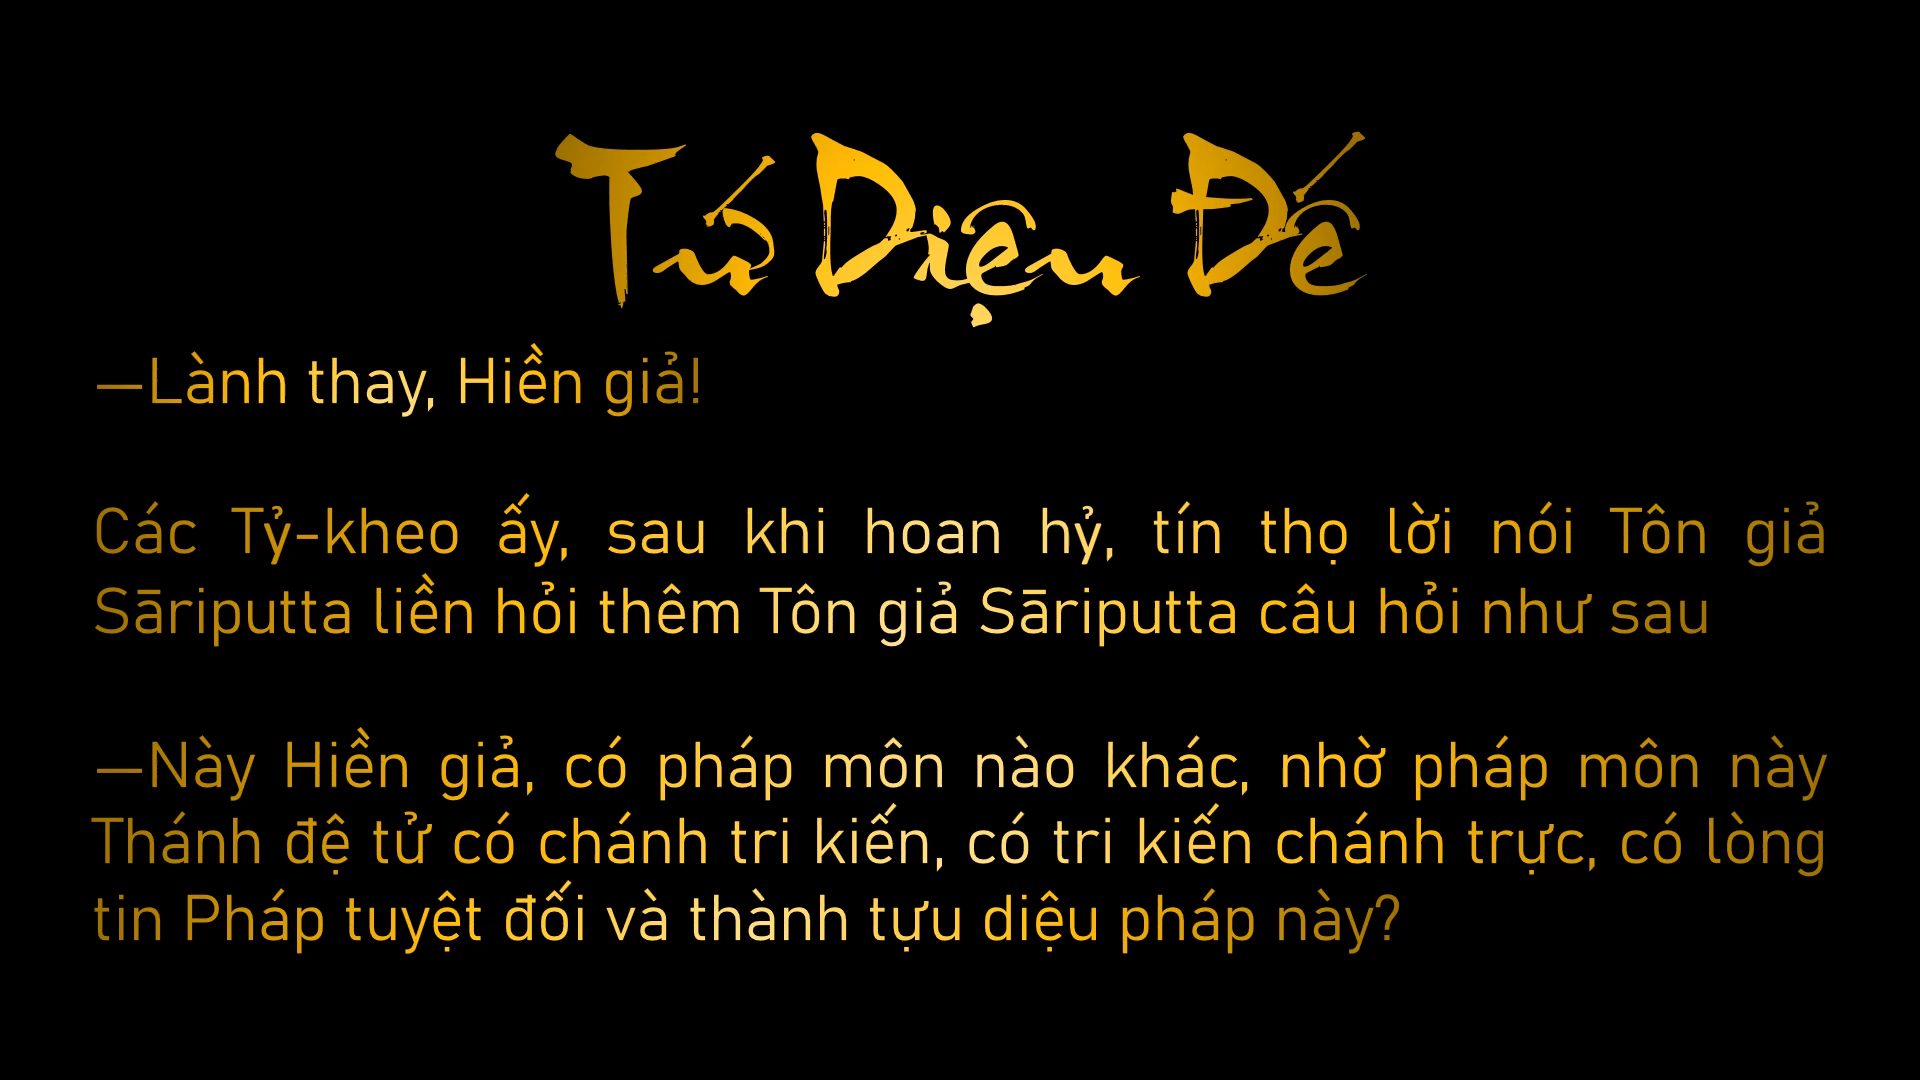 Tứ Diệu Đế
—Lành thay, Hiền giả!
Các Tỷ-kheo ấy, sau khi hoan hỷ, tín thọ lời nói Tôn giả
Sāriputta liền hỏi thêm Tôn giả Sāriputta câu hỏi như sau
—Này Hiền giả, có pháp môn nào khác, nhờ pháp môn này
Thánh đệ tử có chánh tri kiến, có tri kiến chánh trực, có lòng
tin Pháp tuyệt đối và thành tựu diệu pháp này?